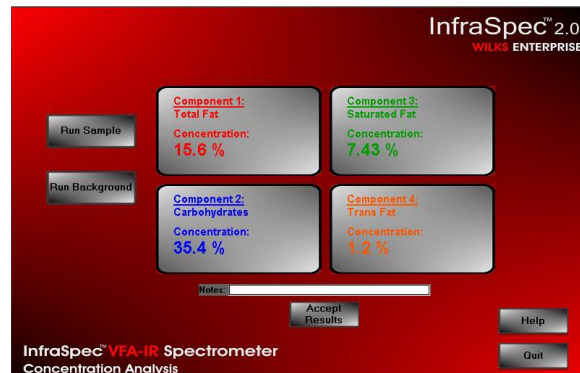 InfraSpec™ 2.0
WILKS ENTERPRISE
Run Sample
Run Background
Component 1:
Total Fat
Concentration:
15.6 %
Component 3:
Saturated Fat
Concentration:
7.43 %
Component 2:
Carbohydrates
Concentration:
35.4 %
Component 4:
Trans Fat
Concentration:
1.2 %
Notes:
Accept
Results
Help
Quit
InfraSpec™ VFA-IR Spectrometer
Concentration Analysis